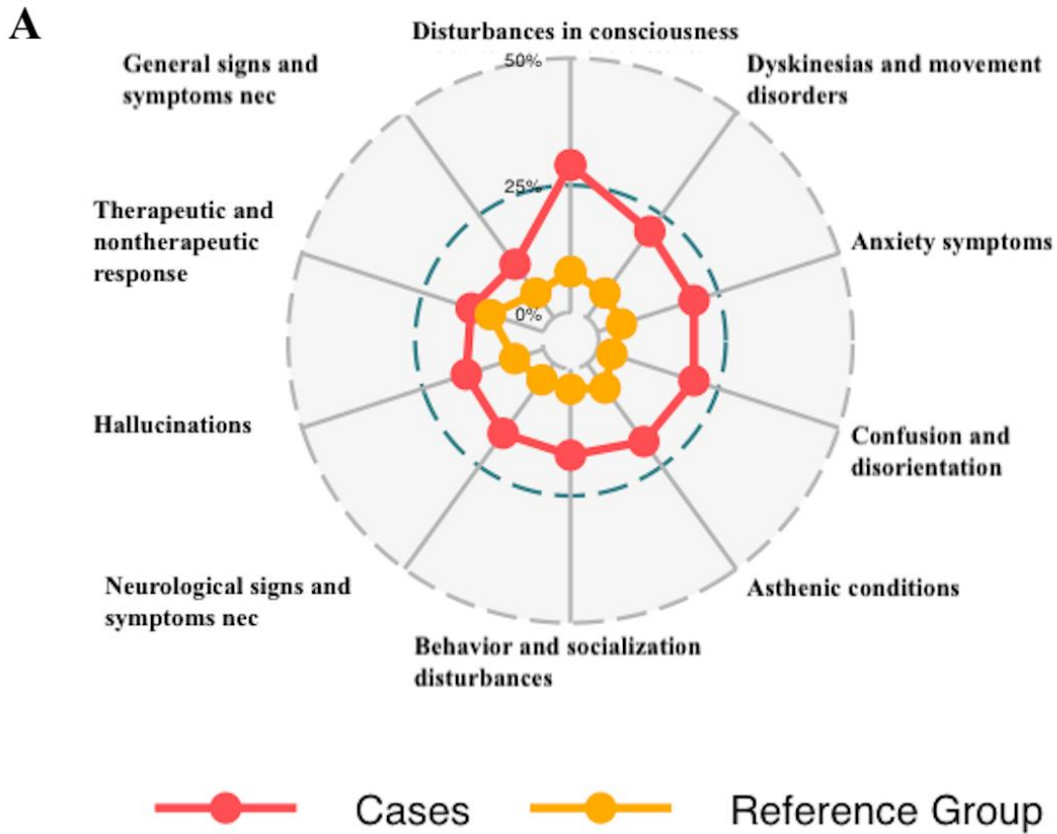 A
Disturbances in consciousness
50%
25%
0%
Dyskinesias and movement
disorders
Anxiety symptoms
Confusion and
disorientation
Asthenic conditions
Behavior and socialization
disturbances
Neurological signs and
symptoms nec
Hallucinations
Therapeutic and
nontherapeutic
response
General signs and
symptoms nec
Cases
Reference Group